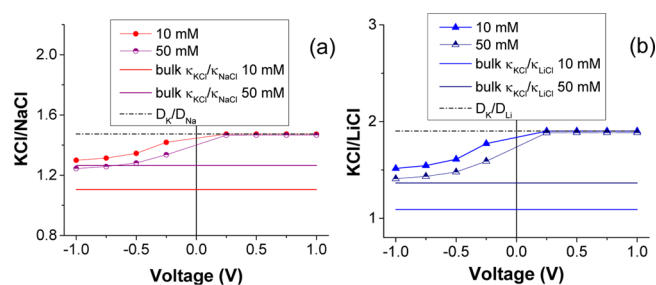 (a)
10 mM
50 mM
bulk κKCl/κNaCl 10 mM
bulk κKCl/κNaCl 50 mM
DK/DNa
KCl/NaCl
2.0
1.6
1.2
0.8
-1.0 -0.5 0.0 0.5 1.0
Voltage (V)
(b)
10 mM
50 mM
bulk κKCl/κLiCl 10 mM
bulk κKCl/κLiCl 50 mM
DK/DLi
KCl/LiCl
3
2
1
-1.0 -0.5 0.0 0.5 1.0
Voltage (V)